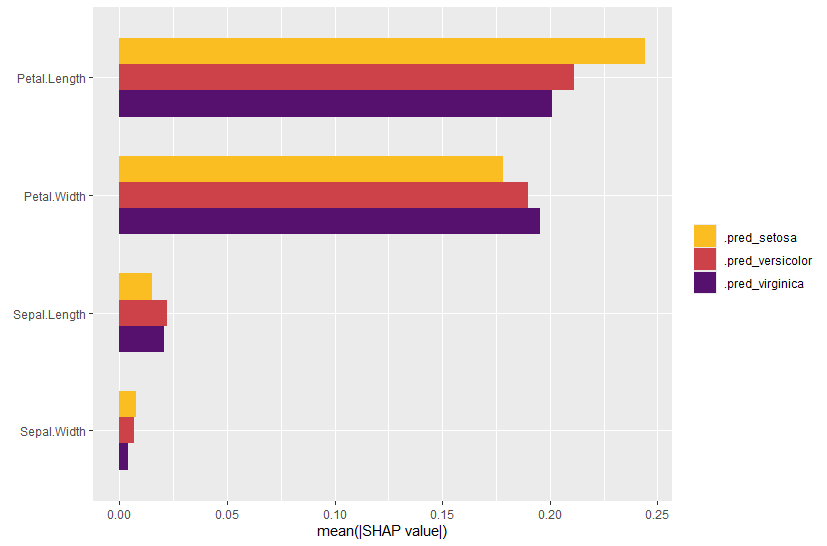 Petal.Length
Petal.Width
Sepal.Length
Sepal.Width
0.00 0.05 0.10 0.15 0.20 0.25
mean(|SHAP value|)
.pred_setosa
.pred_versicolor
.pred_virginica